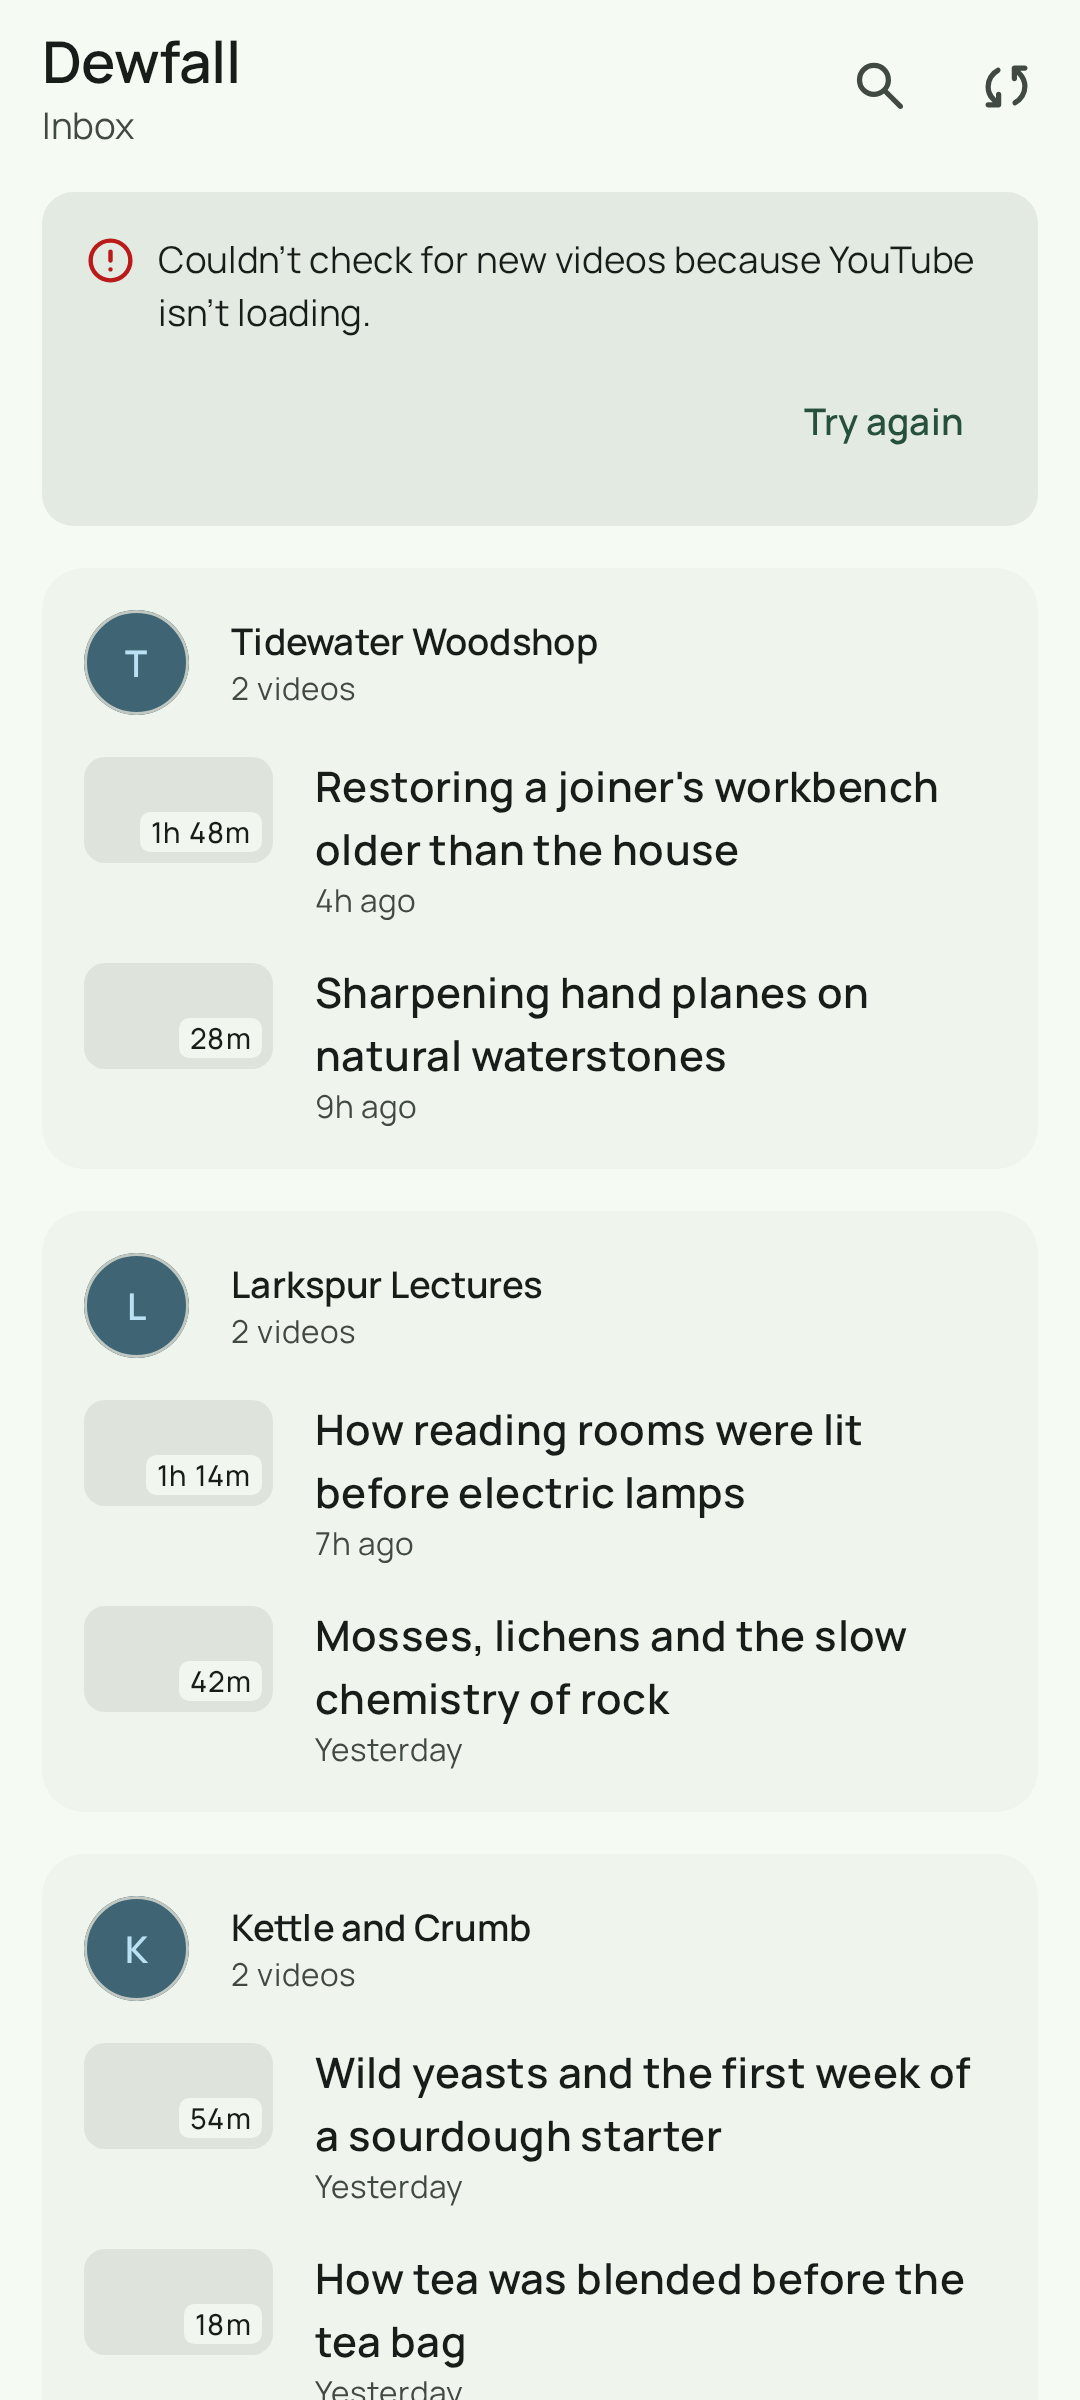 Dewfall
Inbox
Couldn’t check for new videos because YouTube
isn’t loading.
Try again
T
Tidewater Woodshop
2 videos
1h 48m
Restoring a joiner's workbench
older than the house
4h ago
28m
Sharpening hand planes on
natural waterstones
9h ago
L
Larkspur Lectures
2 videos
1h 14m
How reading rooms were lit
before electric lamps
7h ago
42m
Mosses, lichens and the slow
chemistry of rock
Yesterday
K
Kettle and Crumb
2 videos
54m
Wild yeasts and the first week of
a sourdough starter
Yesterday
18m
How tea was blended before the
tea bag
Yesterday